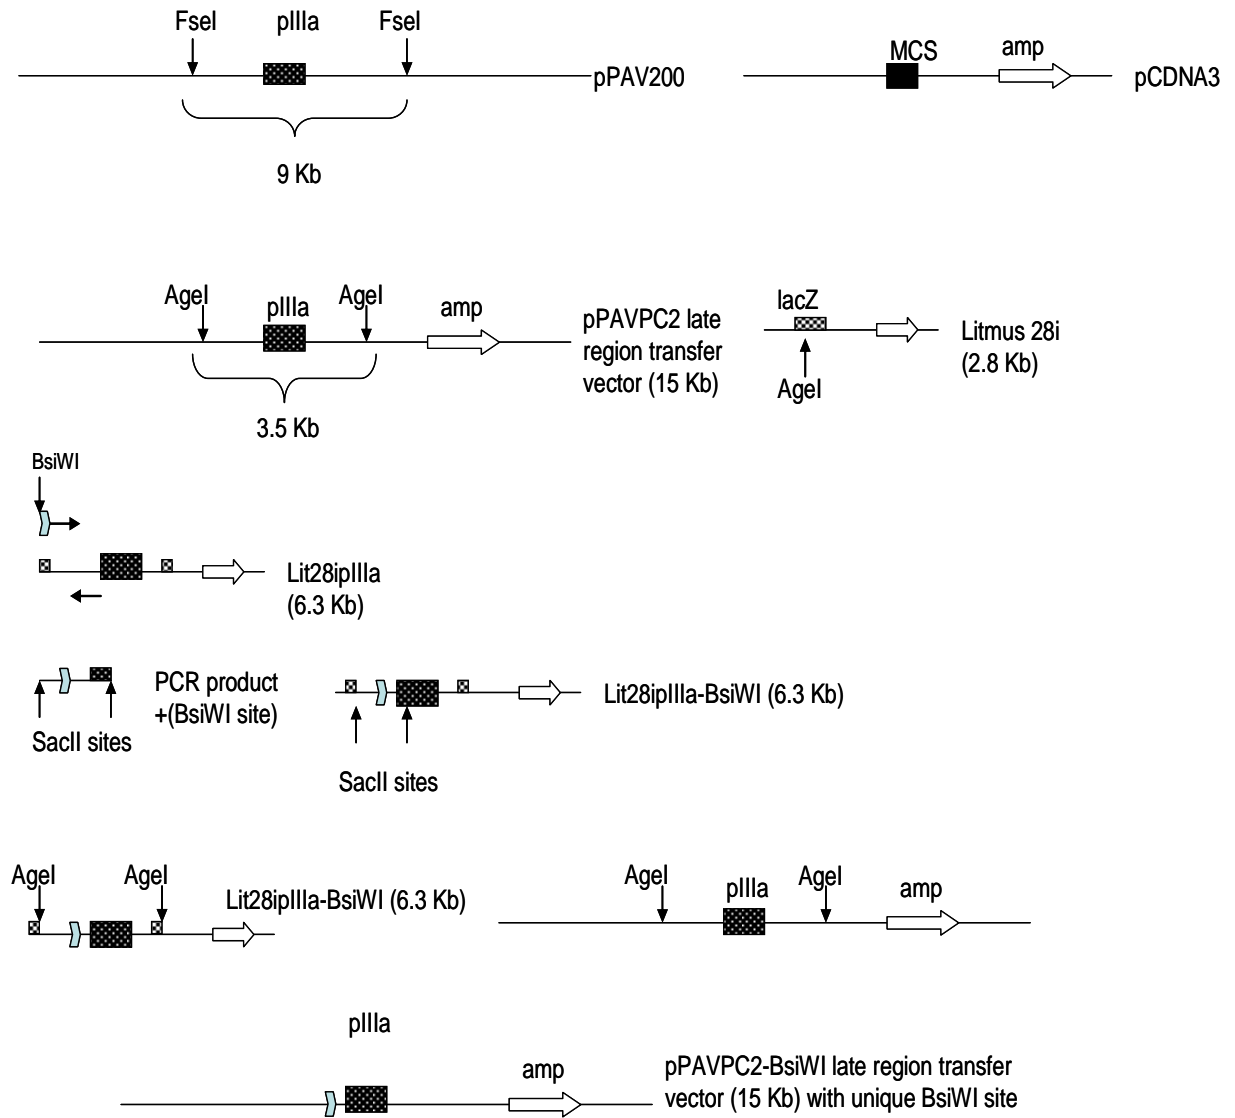 FseI
pIIIa
FseI
pPAV200
9 Kb
MCS
amp
pCDNA3
AgeI
pIIIa
AgeI
amp
3.5 Kb
pPAVPC2 late
region transfer
vector (15 Kb)
lacZ
AgeI
Litmus 28i
(2.8 Kb)
BsiWI
Lit28ipIIIa
(6.3 Kb)
SacII sites
PCR product
+(BsiWI site)
Lit28ipIIIa-BsiWI (6.3 Kb)
SacII sites
AgeI
AgeI
Lit28ipIIIa-BsiWI (6.3 Kb)
AgeI
pIIIa
AgeI
amp
pIIIa
amp
pPAVPC2-BsiWI late region transfer
vector (15 Kb) with unique BsiWI site